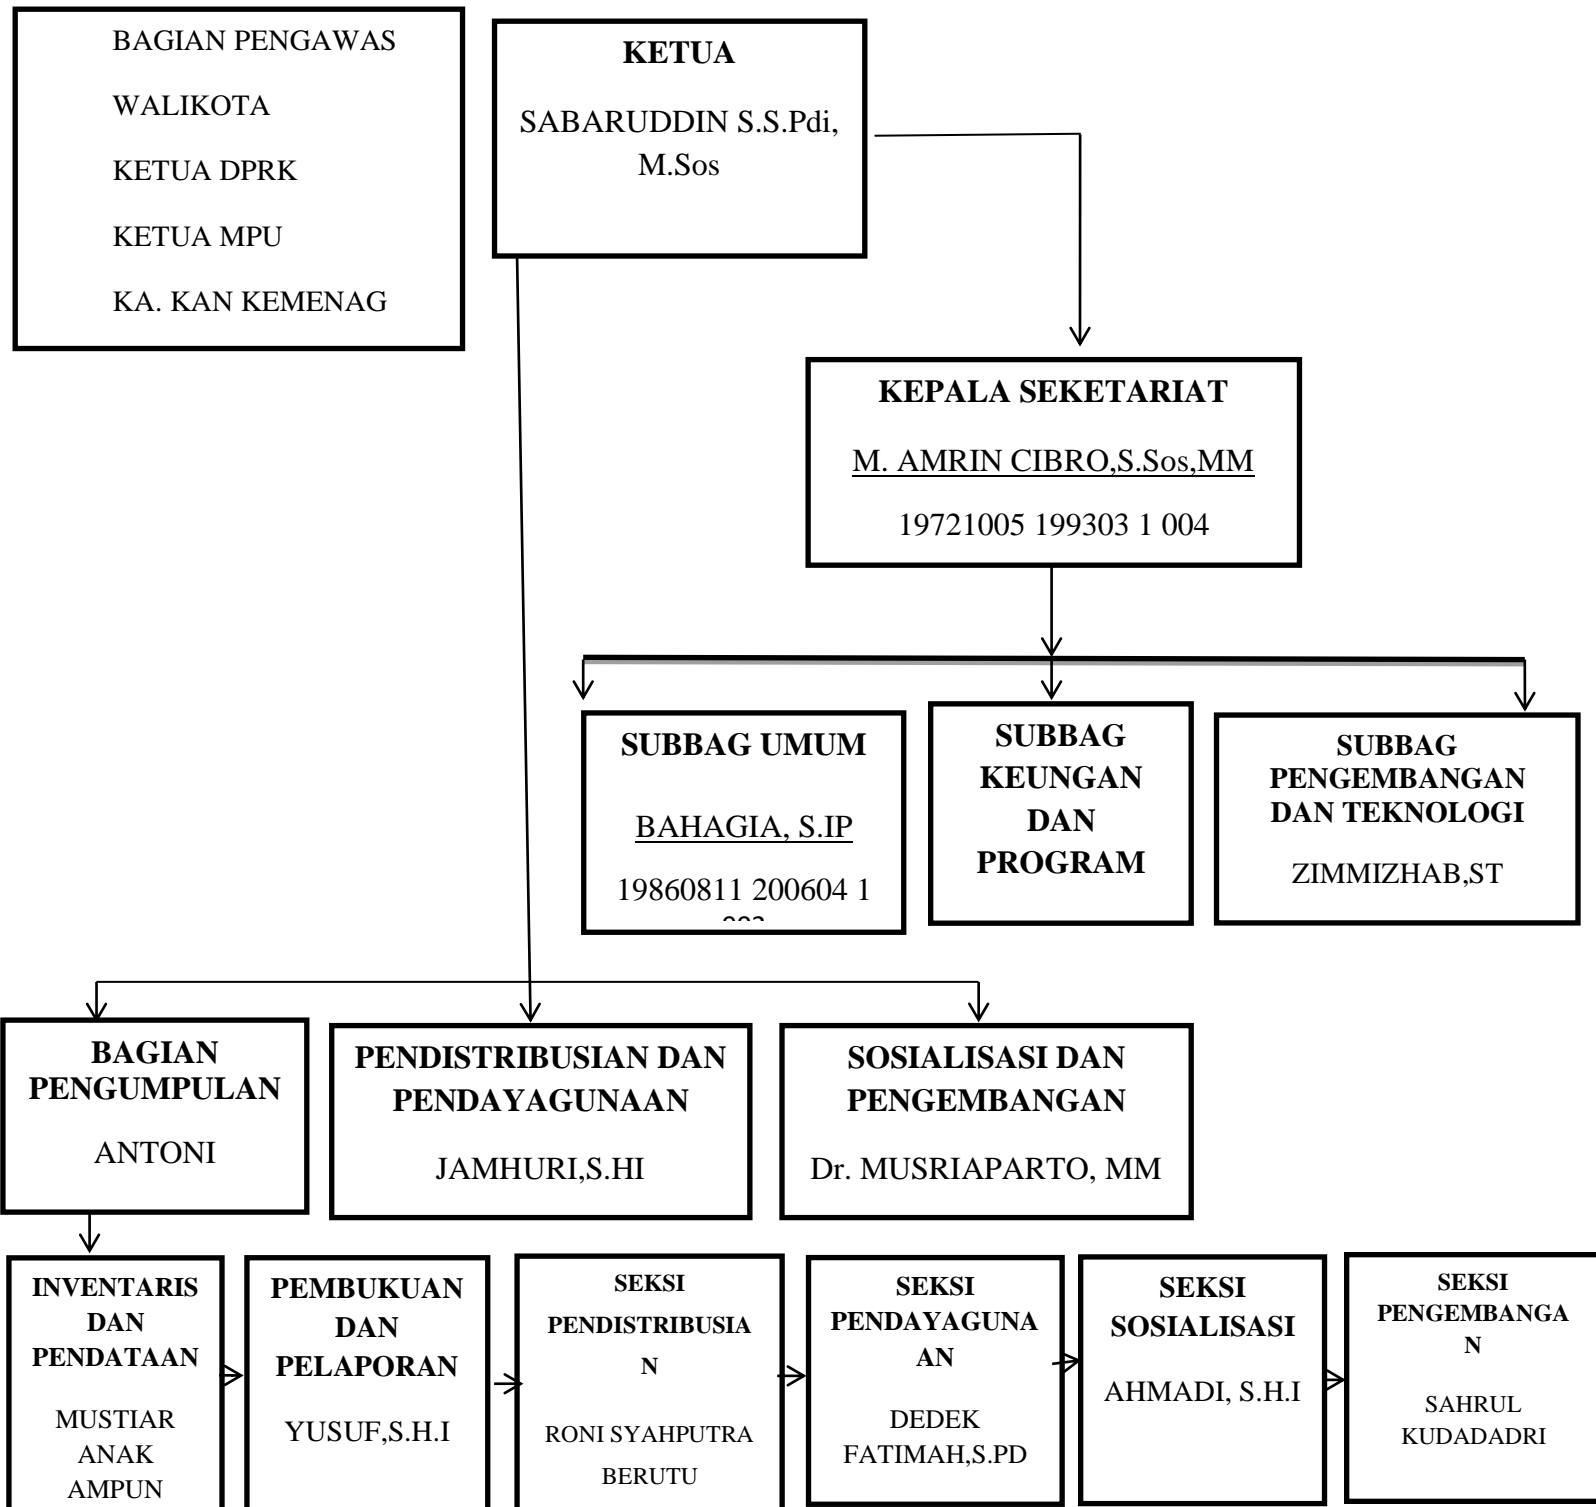 BAGIAN PENGAWAS
WALIKOTA
KETUA DPRK
KETUA MPU
KA. KAN KEMENAG
KETUA
SABARUDDIN S.S.Pdi,
M.Sos
KEPALA SEKETARIAT
M. AMRIN CIBRO,S.Sos,MM
19721005 199303 1 004
SUBBAG UMUM
BAHAGIA, S.IP
19860811 200604 1
SUBBAG
KEUNGAN
DAN
PROGRAM
SUBBAG
PENGEMBANGAN
DAN TEKNOLOGI
ZIMMIZHAB,ST
BAGIAN
PENGUMPULAN
ANTONI
PENDISTRIBUSIAN DAN
PENDAYAGUNAAN
JAMHURI,S.HI
SOSIALISASI DAN
PENGEMBANGAN
Dr. MUSRIAPARTO, MM
INVENTARIS
DAN
PENDATAAN
MUSTIAR
ANAK
AMPUN
PEMBUKUAN
DAN
PELAPORAN
YUSUF,S.H.I
SEKSI
PENDISTRIBUSIA
N
RONI SYAHPUTRA
BERUTU
SEKSI
PENDAYAGUNA
AN
DEDEK
FATIMAH,S.PD
SEKSI
SOSIALISASI
AHMADI, S.H.I
SEKSI
PENGEMBANGA
N
SAHRUL
KUDADADRI